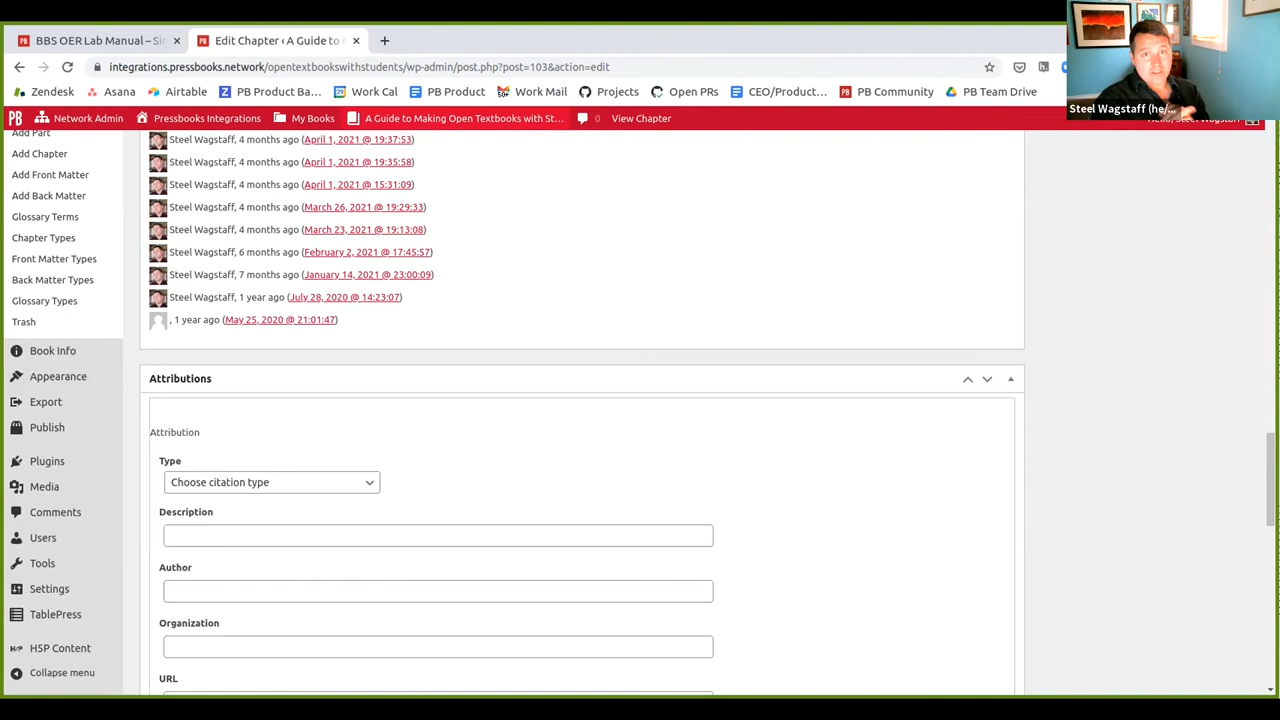 PB BBS OER Lab Manual – Sir
PB Edit Chapter ‹ A Guide to M
integrations.pressbooks.network/opentextbookswithstudents/wp-admin/post.php?post=103&action=edit
Zendesk Asana Airtable PB Product Ba… Work Cal PB Product 50+ Work Mail Projects Open PRs CEO/Product… PB PB Community PB Team Drive
Steel Wagstaff (he/…
PB Network Admin Pressbooks Integrations My Books A Guide to Making Open Textbooks with St… 0 View Chapter
Add Part
Add Chapter
Add Front Matter
Add Back Matter
Glossary Terms
Chapter Types
Front Matter Types
Back Matter Types
Glossary Types
Trash
Book Info
Appearance
Export
Publish
Plugins
Media
Comments
Users
Tools
Settings
TablePress
H5P H5P Content
Collapse menu
Steel Wagstaff, 4 months ago (April 1, 2021 @ 19:37:53)
Steel Wagstaff, 4 months ago (April 1, 2021 @ 19:35:58)
Steel Wagstaff, 4 months ago (April 1, 2021 @ 15:31:09)
Steel Wagstaff, 4 months ago (March 26, 2021 @ 19:29:33)
Steel Wagstaff, 4 months ago (March 23, 2021 @ 19:13:08)
Steel Wagstaff, 6 months ago (February 2, 2021 @ 17:45:57)
Steel Wagstaff, 7 months ago (January 14, 2021 @ 23:00:09)
Steel Wagstaff, 1 year ago (July 28, 2020 @ 14:23:07)
, 1 year ago (May 25, 2020 @ 21:01:47)
Attributions
Attribution
Type
Choose citation type
Description
Author
Organization
URL